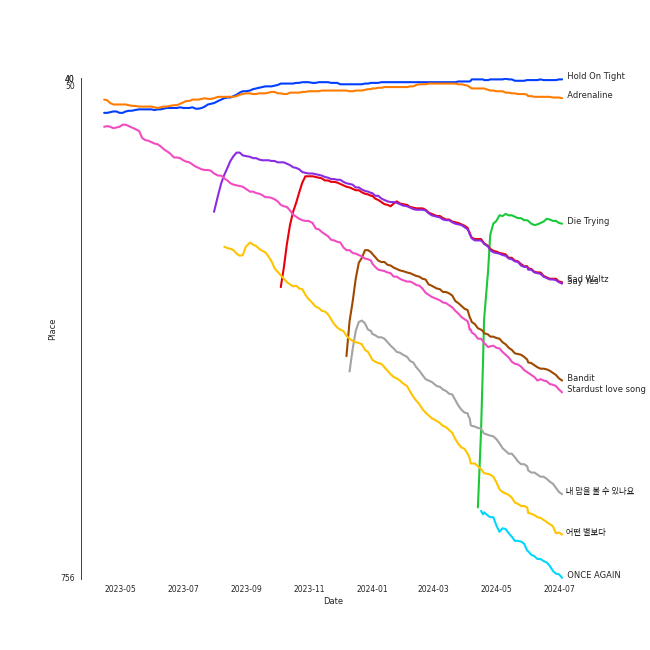 40
50
Hold On Tight
Adrenaline
Die Trying
Sad Waltz
Say Yes
Place
Bandit
Stardust love song
내 맘을 볼 수 있나요
어떤 별보다
756
ONCE AGAIN
2023-05 2023-07 2023-09 2023-11 2024-01 2024-03 2024-05 2024-07
Date